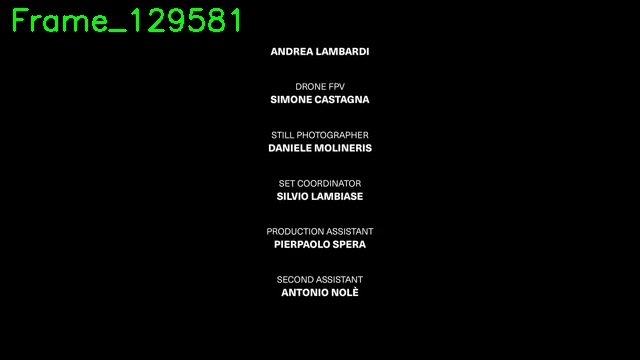 Frame_129581
ANDREA LAMBARDI
DRONE FPV
SIMONE CASTAGNA
STILL PHOTOGRAPHER
DANIELE MOLINERIS
SET COORDINATOR
SILVIO LAMBIASE
PRODUCTION ASSISTANT
PIERPAOLO SPERA
SECOND ASSISTANT
ANTONIO NOLÈ